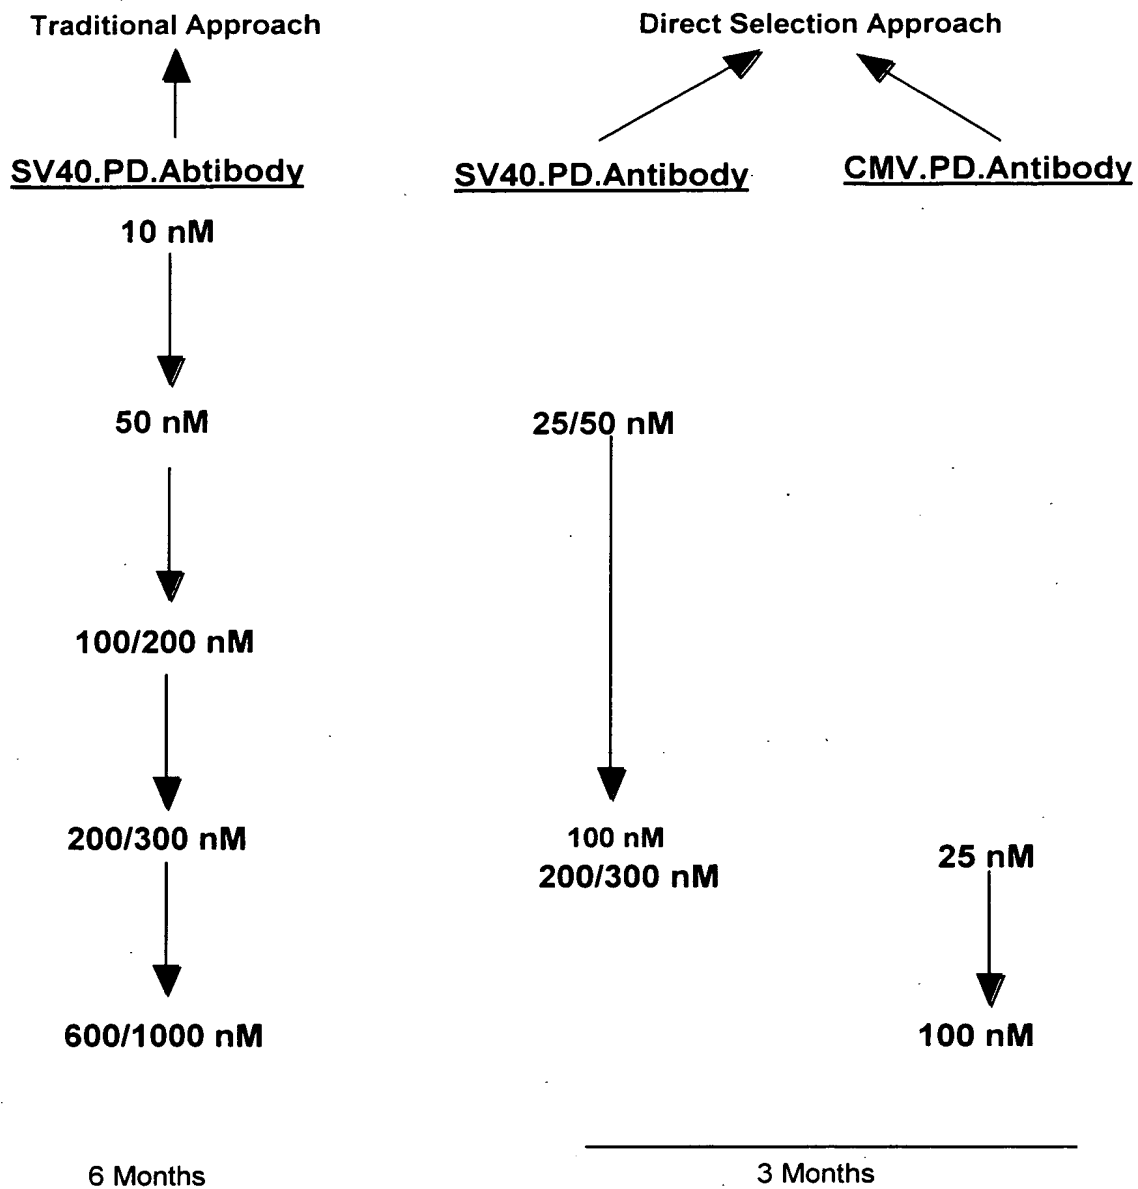 Traditional Approach
Direct Selection Approach
SV40.PD.Abtibody
SV40.PD.Antibody
CMV.PD.Antibody
10 nM
50 nM
25/50 nM
100/200 nM
200/300 nM
100 nM
200/300 nM
25 nM
600/1000 nM
100 nM
6 Months
3 Months